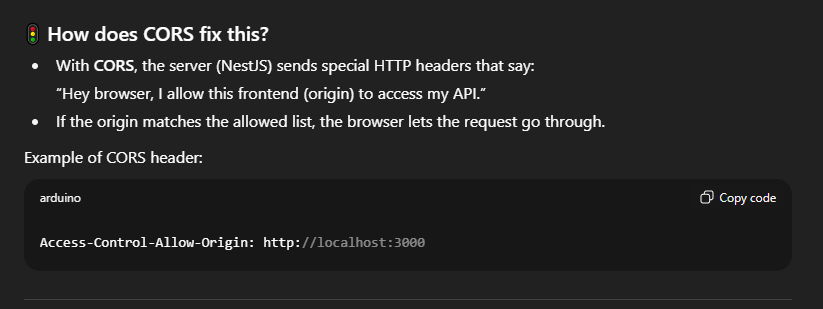 🚦 How does CORS fix this?
• With CORS, the server (NestJS) sends special HTTP headers that say:
“Hey browser, I allow this frontend (origin) to access my API.”
• If the origin matches the allowed list, the browser lets the request go through.
Example of CORS header:
arduino Copy code
Access-Control-Allow-Origin: http://localhost:3000